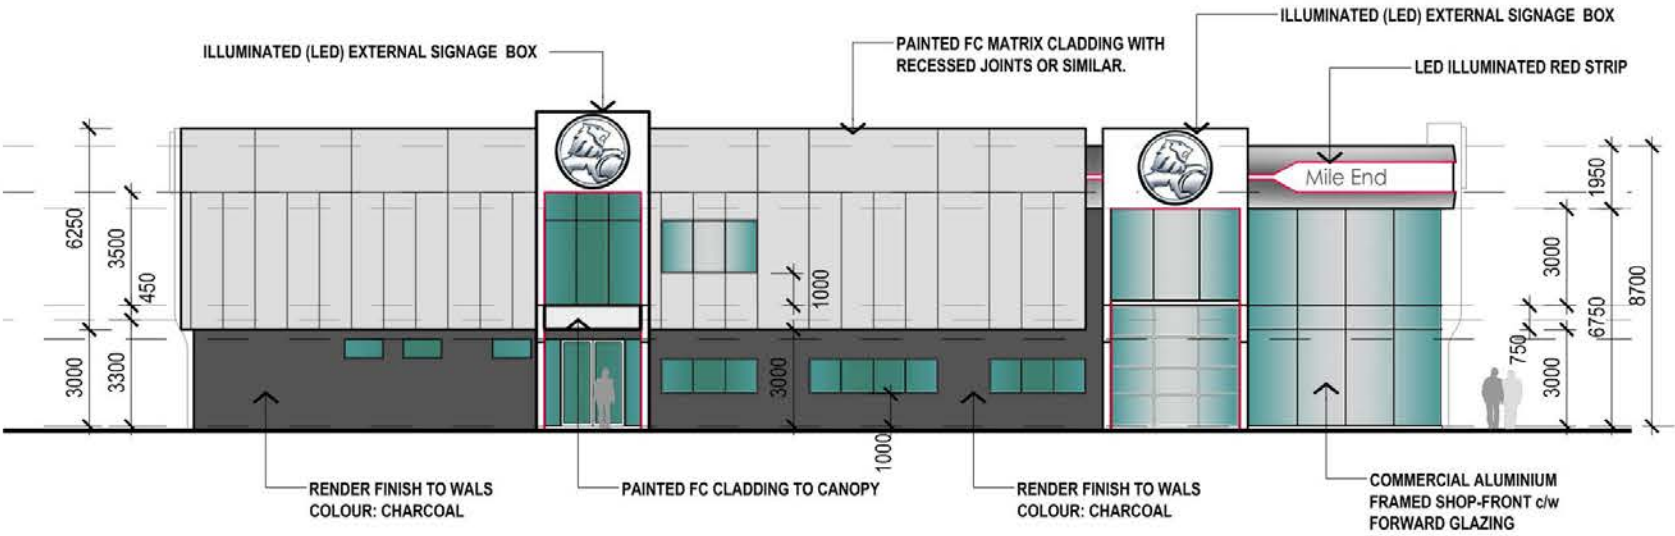 ILLUMINATED (LED) EXTERNAL SIGNAGE BOX
ILLUMINATED (LED) EXTERNAL SIGNAGE BOX
PAINTED FC MATRIX CLADDING WITH
RECESSED JOINTS OR SIMILAR.
LED ILLUMINATED RED STRIP
Mile End
6250
3500
450
3000
3300
1000
3000
1000
1950
3000
8700
6750
750
3000
RENDER FINISH TO WALS
COLOUR: CHARCOAL
PAINTED FC CLADDING TO CANOPY
RENDER FINISH TO WALS
COLOUR: CHARCOAL
COMMERCIAL ALUMINIUM
FRAMED SHOP-FRONT c/w
FORWARD GLAZING